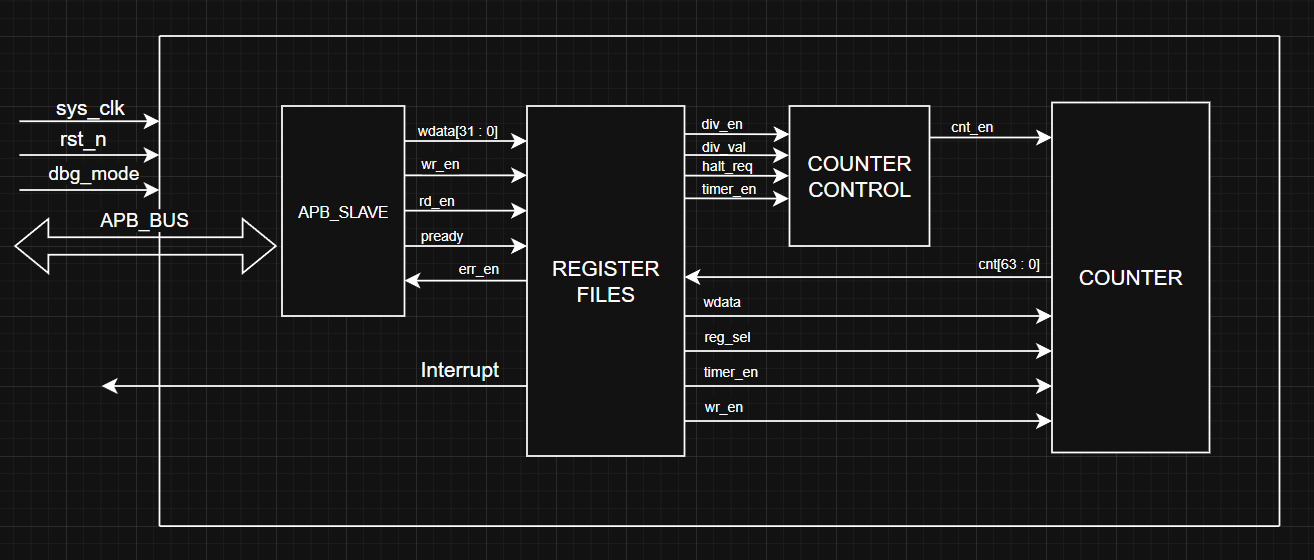 sys_clk
rst_n
dbg_mode
APB_BUS
APB_SLAVE
wdata[31 : 0]
wr_en
rd_en
pready
err_en
Interrupt
REGISTER
FILES
div_en
div_val
halt_req
timer_en
COUNTER
CONTROL
cnt_en
cnt[63 : 0]
wdata
reg_sel
timer_en
wr_en
COUNTER